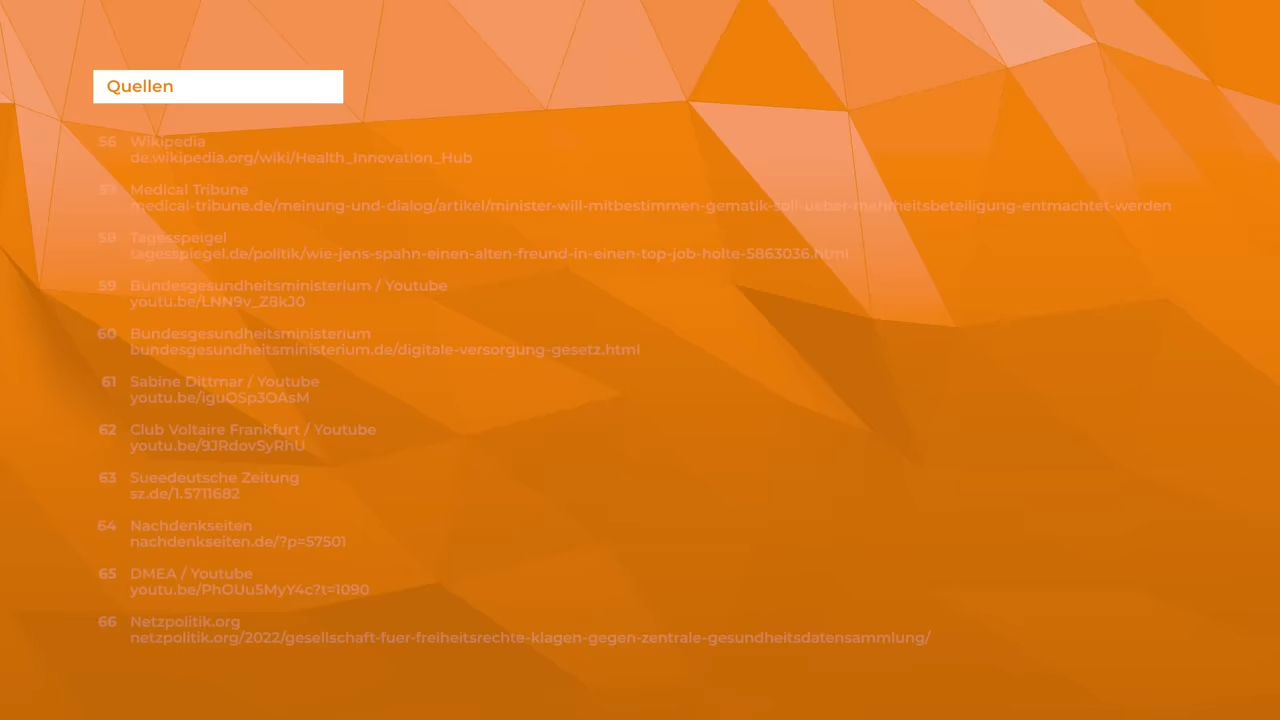 Quellen
56 Wikipedia
de.wikipedia.org/wiki/Health_Innovation_Hub
57 Medical Tribune
medical-tribune.de/meinung-und-dialog/artikel/minister-will-mitbestimmen-gematik-soll-ueber-mehrheitsbeteiligung-entmachtet-werden
58 Tagesspeigel
tagesspiegel.de/politik/wie-jens-spahn-einen-alten-freund-in-einen-top-job-holte-5863036.html
59 Bundesgesundheitsministerium / Youtube
youtu.be/LNN9v_Z8kJ0
60 Bundesgesundheitsministerium
bundesgesundheitsministerium.de/digitale-versorgung-gesetz.html
61 Sabine Dittmar / Youtube
youtu.be/iguOSp3OAsM
62 Club Voltaire Frankfurt / Youtube
youtu.be/9JRdovSyRhU
63 Sueedeutsche Zeitung
sz.de/1.5711682
64 Nachdenkseiten
nachdenkseiten.de/?p=57501
65 DMEA / Youtube
youtu.be/PhOUu5MyY4c?t=1090
66 Netzpolitik.org
netzpolitik.org/2022/gesellschaft-fuer-freiheitsrechte-klagen-gegen-zentrale-gesundheitsdatensammlung/